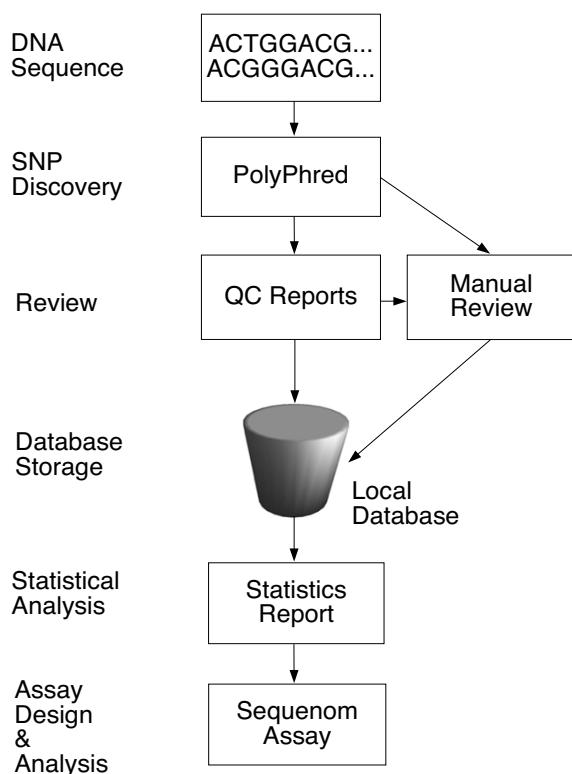 DNA
Sequence
ACTGGACG...
ACGGGACG...
SNP
Discovery
PolyPhred
Review
QC Reports
Manual
Review
Database
Storage
Local
Database
Statistical
Analysis
Statistics
Report
Assay
Design
&
Analysis
Sequenom
Assay